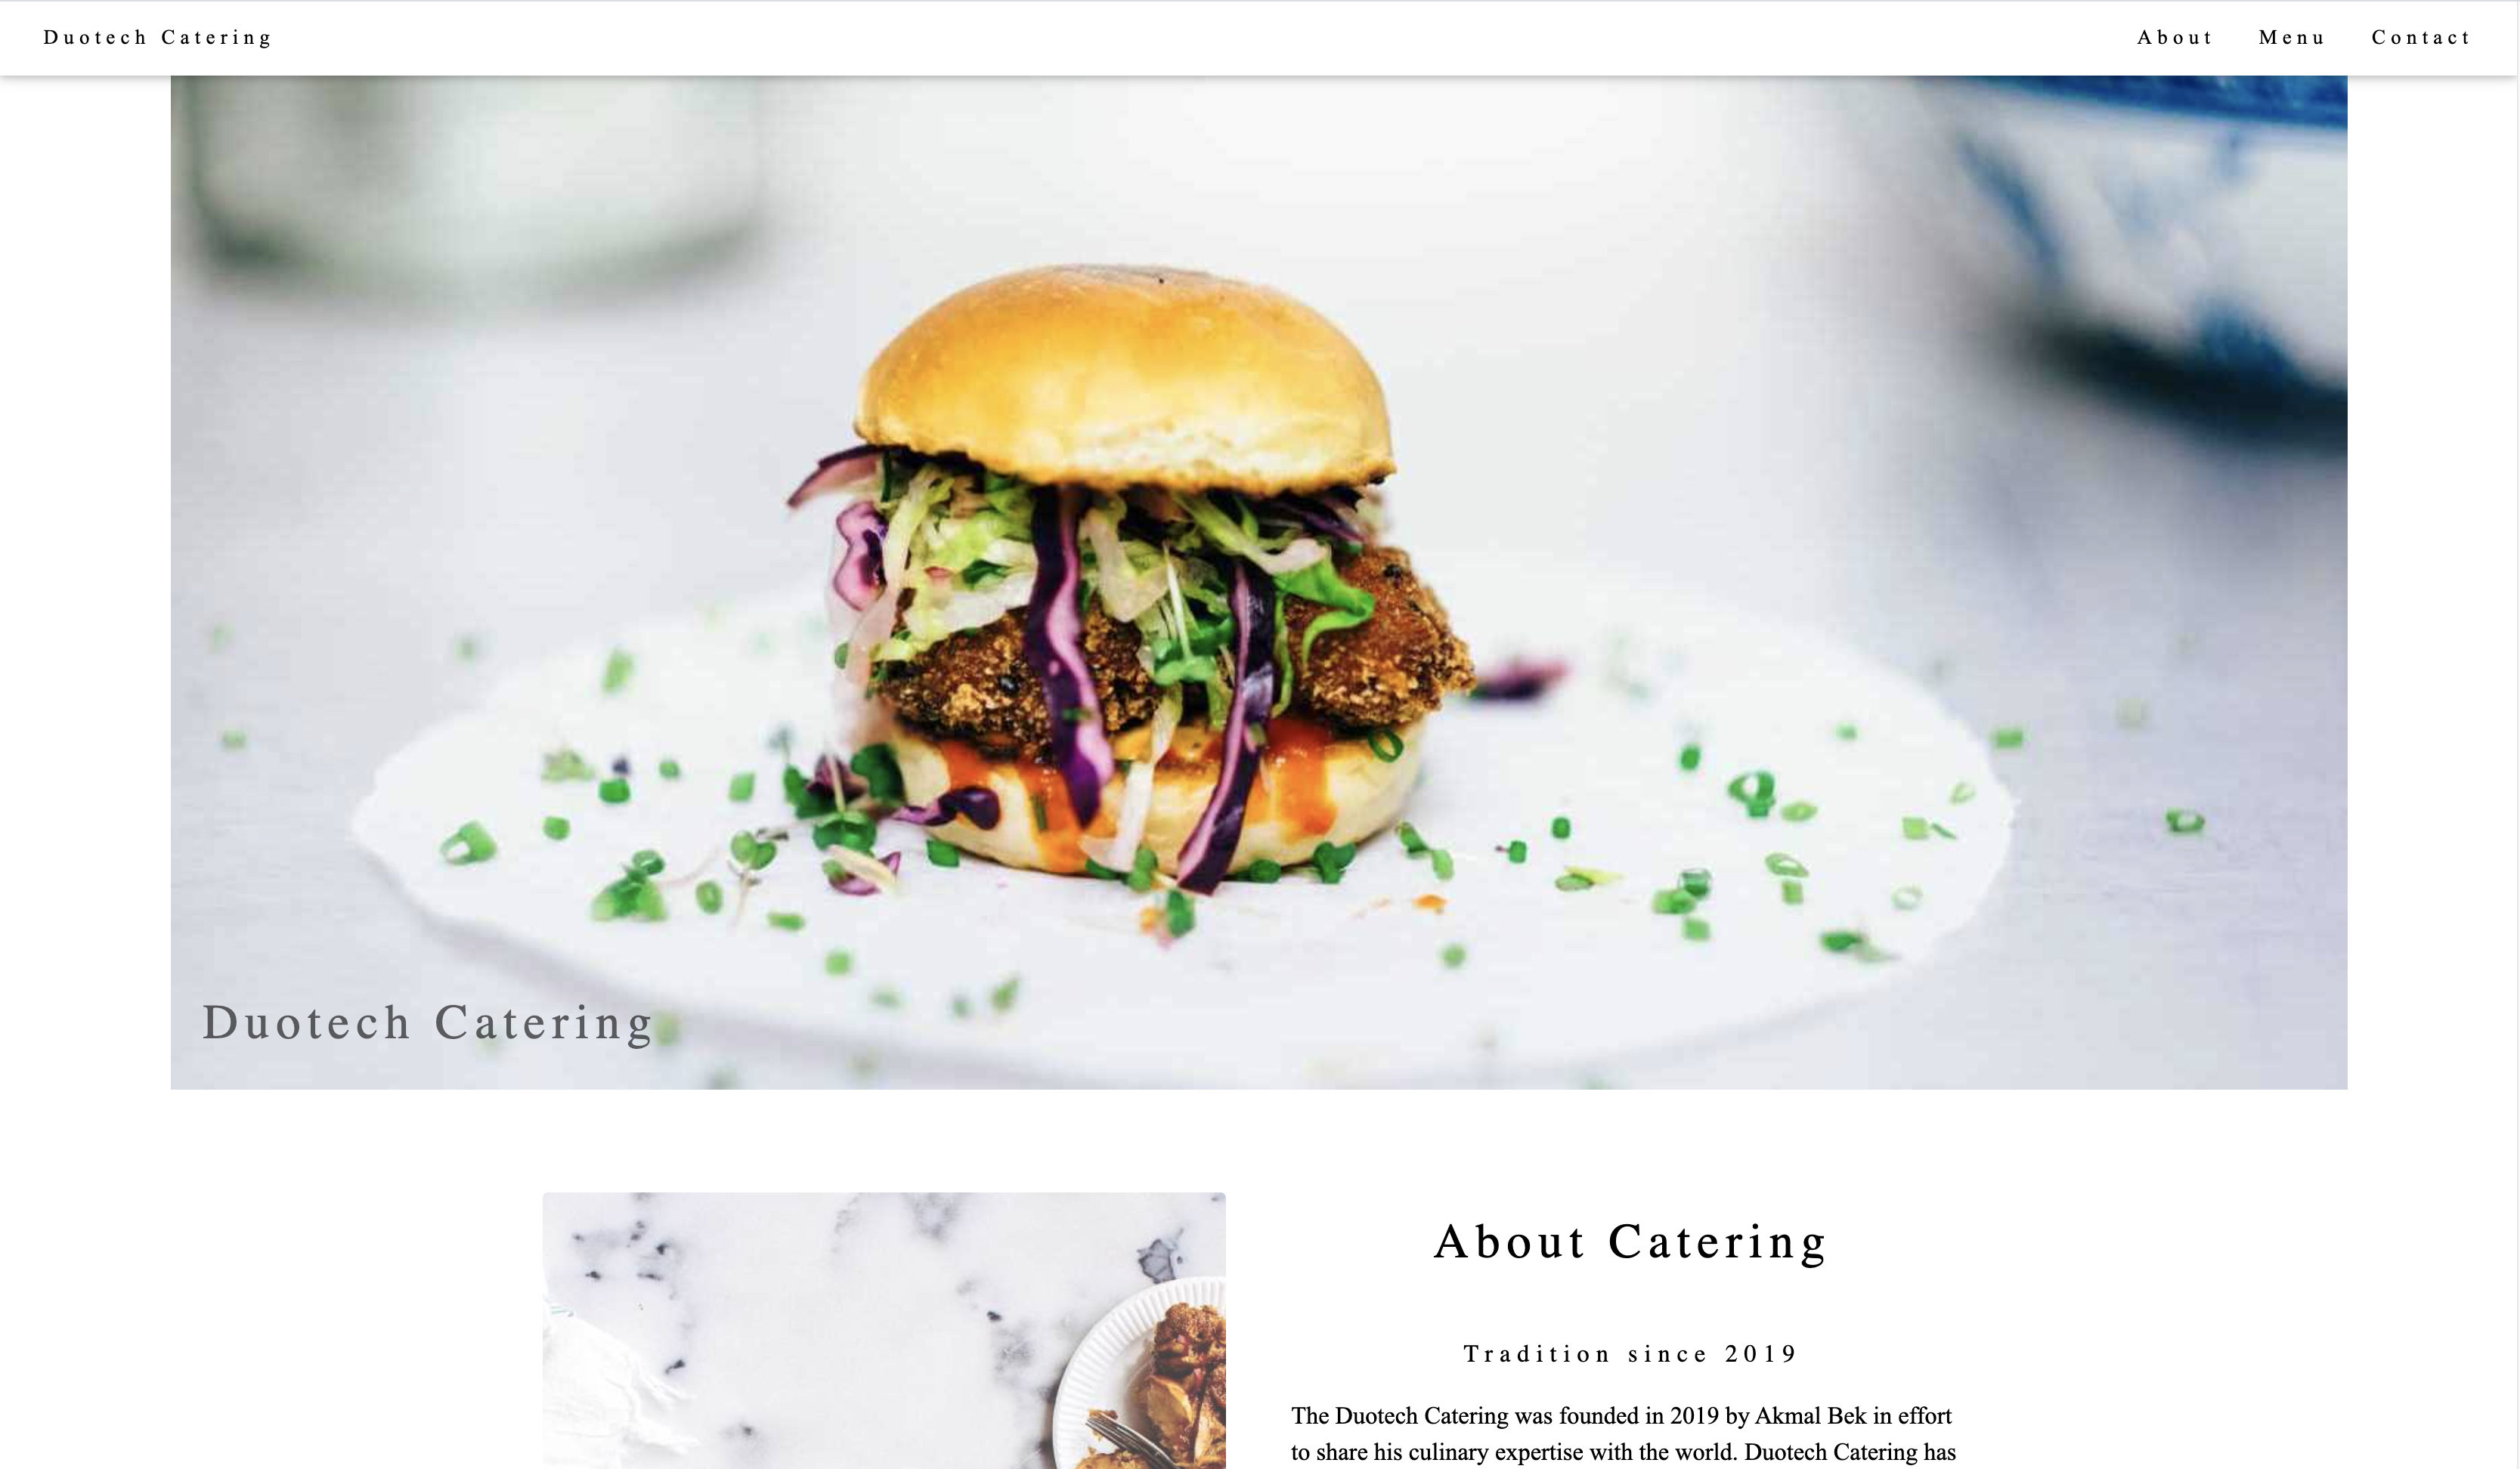 Duotech Catering
About Menu Contact
Duotech Catering
About Catering
Tradition since 2019
The Duotech Catering was founded in 2019 by Akmal Bek in effort
to share his culinary expertise with the world. Duotech Catering has